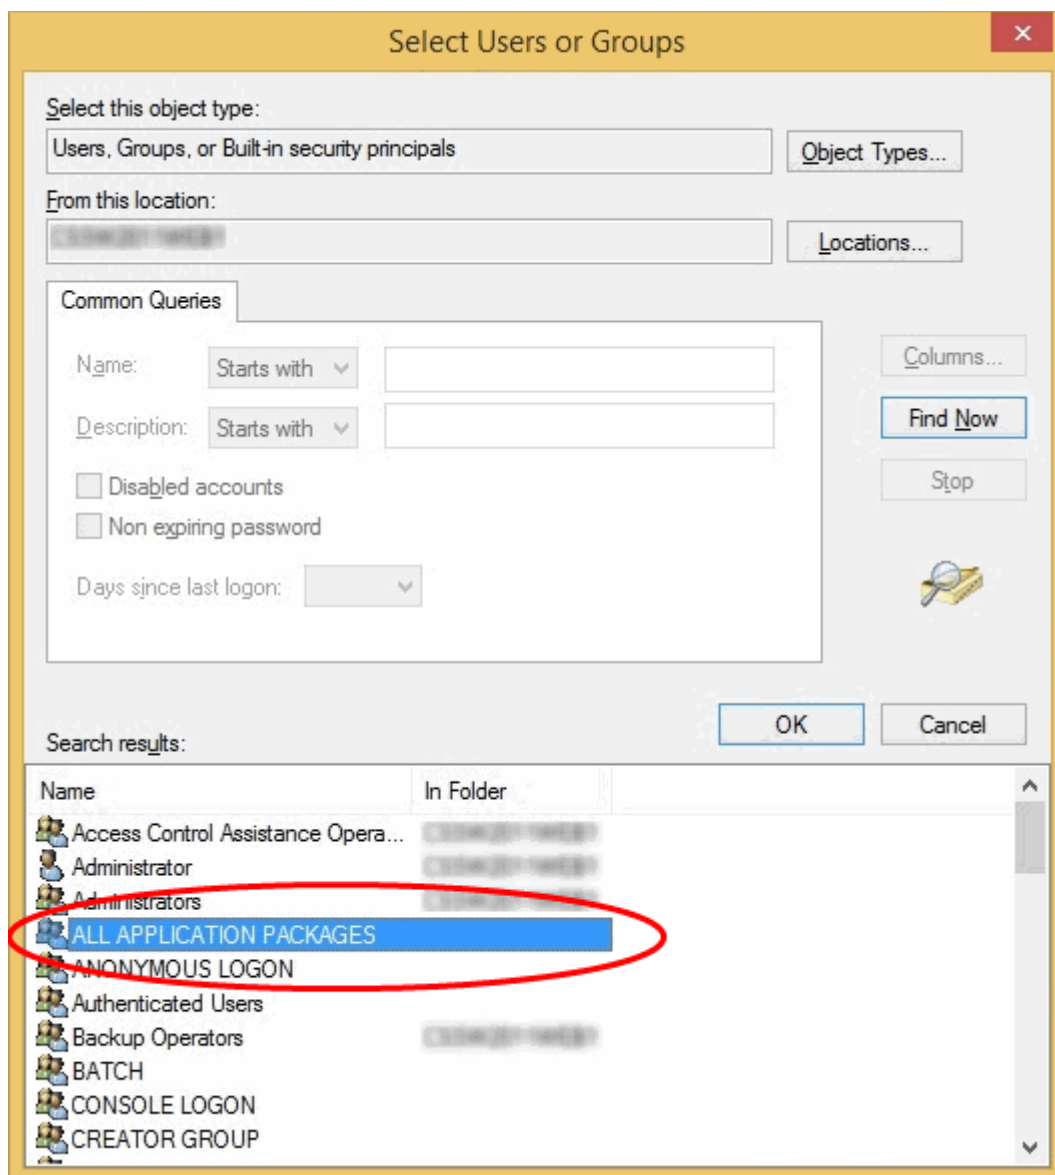 Select Users or Groups
Select this object type:
Users, Groups, or Built-in security principals
Object Types...
From this location:
Locations...
Common Queries
Name:
Starts with
Columns...
Description:
Starts with
Find Now
Disabled accounts
Stop
Non expiring password
Days since last logon:
OK
Cancel
Search results:
Name In Folder
Access Control Assistance Opera...
Administrator
Administrators
ALL APPLICATION PACKAGES
ANONYMOUS LOGON
Authenticated Users
Backup Operators
BATCH
CONSOLE LOGON
CREATOR GROUP